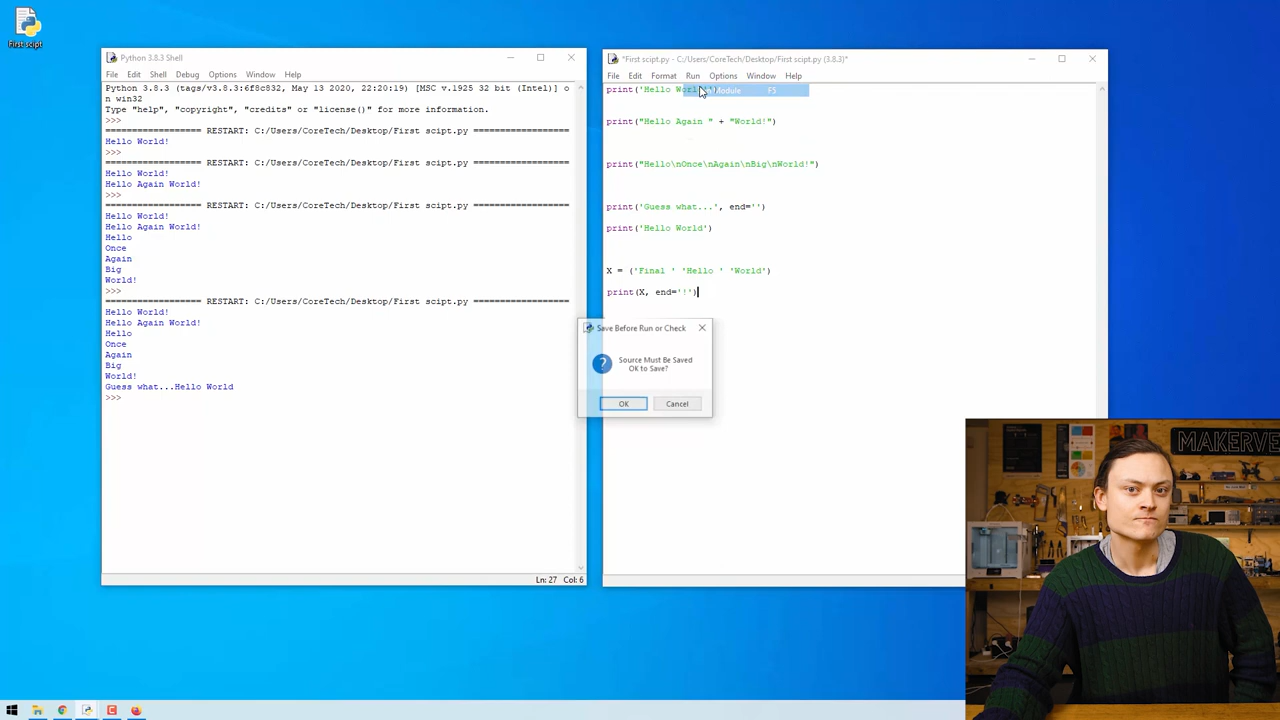 First scipt
Python 3.8.3 Shell
File Edit Shell Debug Options Window Help
Python 3.8.3 (tags/v3.8.3:6f8c832, May 13 2020, 22:20:19) [MSC v.1925 32 bit (Intel)] o
n win32
Type "help", "copyright", "credits" or "license()" for more information.
>>>
=================== RESTART: C:/Users/CoreTech/Desktop/First scipt.py ===================
Hello World!
>>>
=================== RESTART: C:/Users/CoreTech/Desktop/First scipt.py ===================
Hello World!
Hello Again World!
>>>
=================== RESTART: C:/Users/CoreTech/Desktop/First scipt.py ===================
Hello World!
Hello Again World!
Hello
Once
Again
Big
World!
>>>
=================== RESTART: C:/Users/CoreTech/Desktop/First scipt.py ===================
Hello World!
Hello Again World!
Hello
Once
Again
Big
World!
Guess what...Hello World
>>>
Ln: 27 Col: 6
*First scipt.py - C:/Users/CoreTech/Desktop/First scipt.py (3.8.3)*
File Edit Format Run Options Window Help
print('Hello
Module F5
print("Hello Again " + "World!")
print("Hello\nOnce\nAgain\nBig\nWorld!")
print('Guess what...', end='')
print('Hello World')
X = ('Final ' 'Hello ' 'World')
print(X, end='!')
Save Before Run or Check
Source Must Be Saved
OK to Save?
OK Cancel
MAKERVE